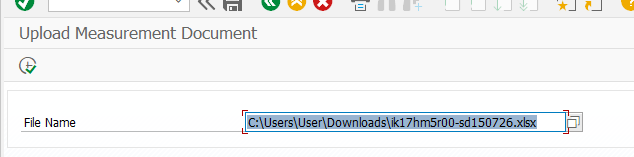 Upload Measurement Document
File Name C:\Users\User\Downloads\ik17hm5r00-sd150726.xlsx